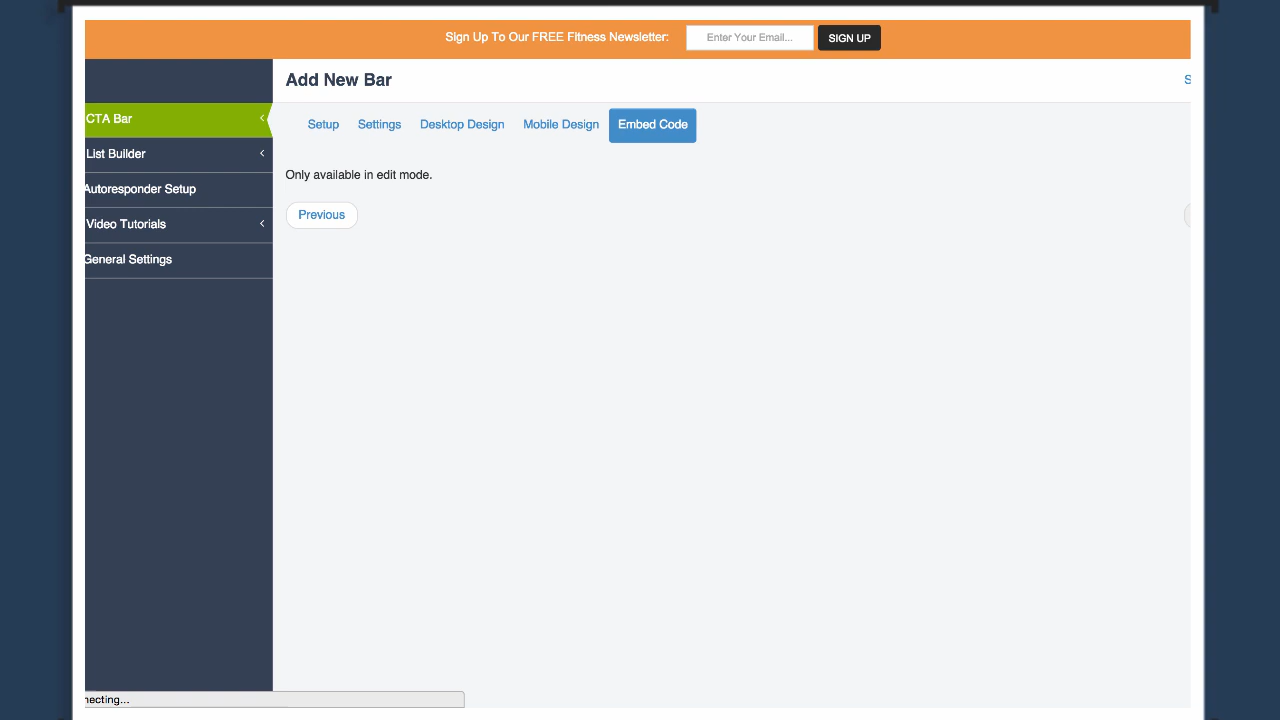 Sign Up To Our FREE Fitness Newsletter: Enter Your Email... SIGN UP
Add New Bar
CTA Bar
List Builder
Autoresponder Setup
Video Tutorials
General Settings
Setup Settings Desktop Design Mobile Design Embed Code
Only available in edit mode.
Previous
necting...